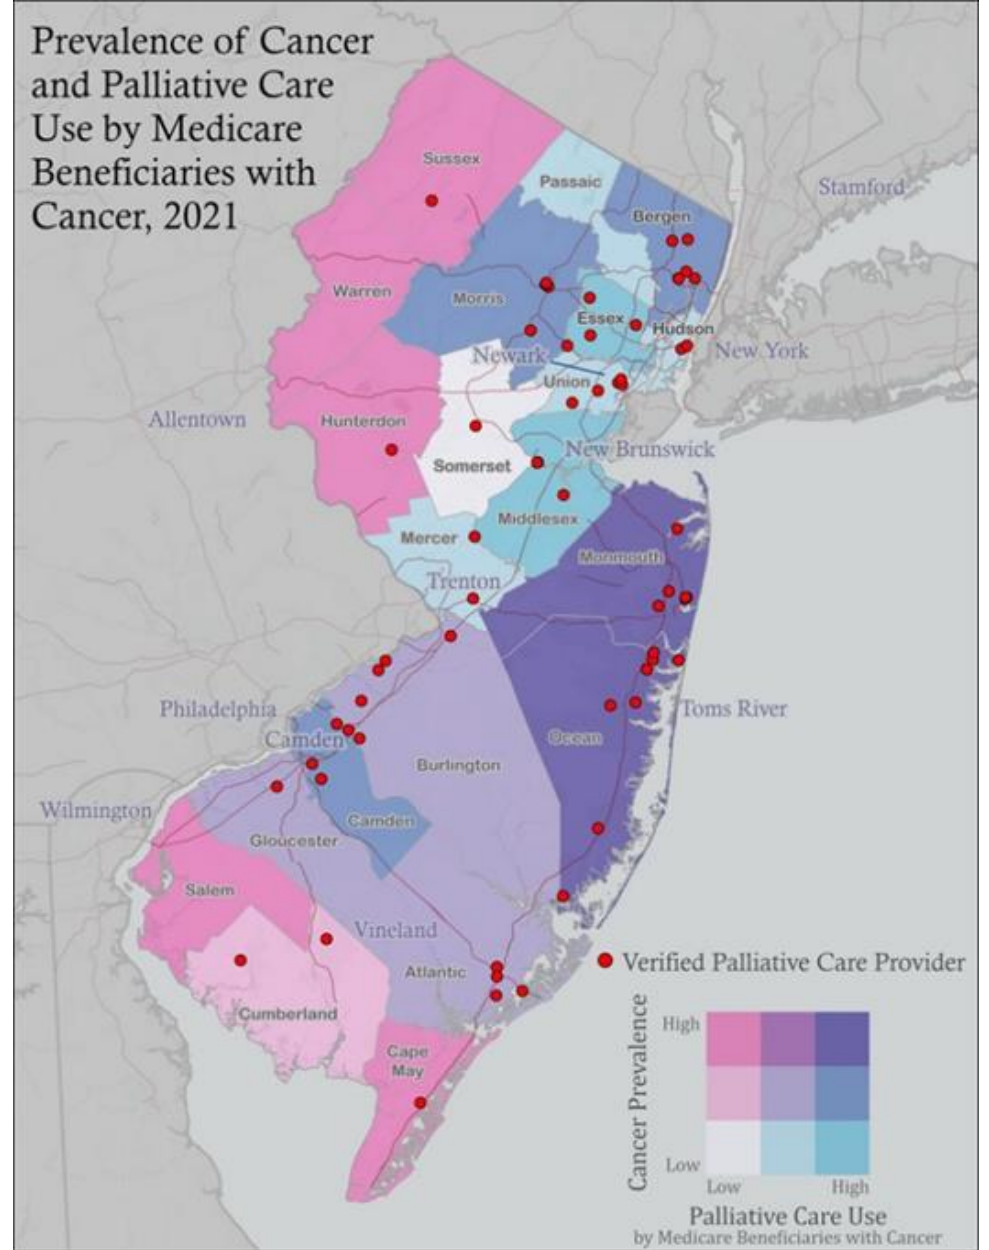 Prevalence of Cancer
and Palliative Care
Use by Medicare
Beneficiaries with
Cancer, 2021
Sussex
Passaic
Stamford
Bergen
Warren
Morris
Essex
Hudson
Newark
New York
Union
Allentown
Hunterdon
New Brunswick
Somerset
Middlesex
Mercer
Monmouth
Trenton
Philadelphia
Toms River
Camden
Ocean
Burlington
Wilmington
Camden
Gloucester
Salem
Vineland
Atlantic
Cumberland
Cape
May
Verified Palliative Care Provider
Cancer Prevalence
High
Low
Low
High
Palliative Care Use
by Medicare Beneficiaries with Cancer